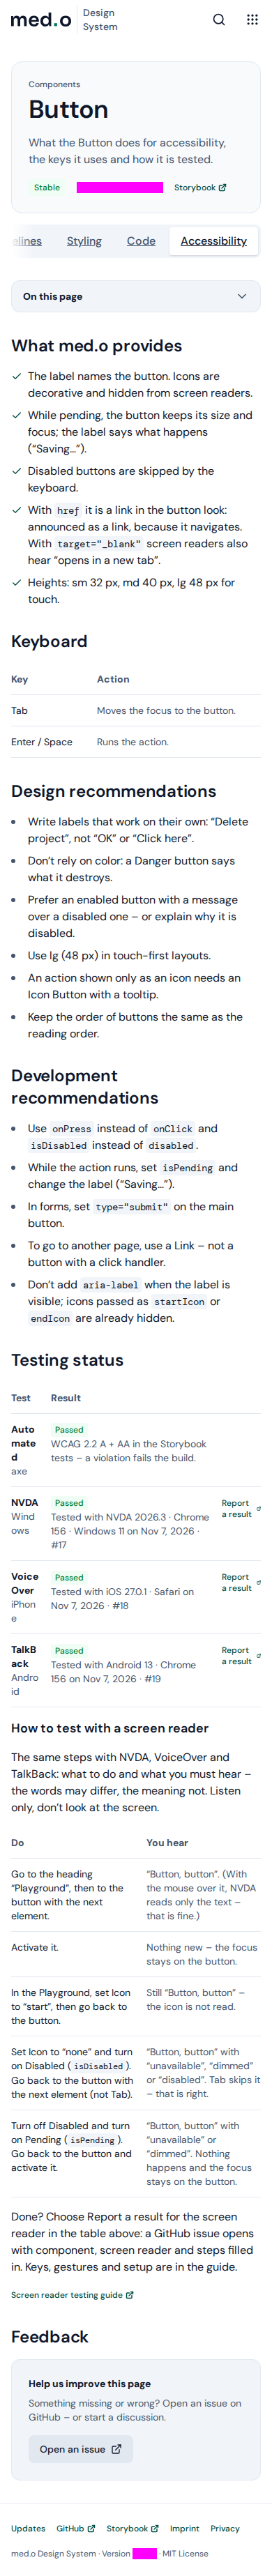 med.o
Design
System
Components
Button
What the Button does for accessibility,
the keys it uses and how it is tested.
Stable
Storybook
elines
Styling
Code
Accessibility
On this page
What med.o provides
The label names the button. Icons are
decorative and hidden from screen readers.
While pending, the button keeps its size and
focus; the label says what happens
(“Saving…”).
Disabled buttons are skipped by the
keyboard.
With href it is a link in the button look:
announced as a link, because it navigates.
With target="_blank" screen readers also
hear “opens in a new tab”.
Heights: sm 32 px, md 40 px, lg 48 px for
touch.
Keyboard
Key Action
Tab Moves the focus to the button.
Enter / Space Runs the action.
Design recommendations
Write labels that work on their own: “Delete
project”, not “OK” or “Click here”.
Don’t rely on color: a Danger button says
what it destroys.
Prefer an enabled button with a message
over a disabled one – or explain why it is
disabled.
Use lg (48 px) in touch-first layouts.
An action shown only as an icon needs an
Icon Button with a tooltip.
Keep the order of buttons the same as the
reading order.
Development
recommendations
Use onPress instead of onClick and
isDisabled instead of disabled.
While the action runs, set isPending and
change the label (“Saving…”).
In forms, set type="submit" on the main
button.
To go to another page, use a Link – not a
button with a click handler.
Don’t add aria-label when the label is
visible; icons passed as startIcon or
endIcon are already hidden.
Testing status
Test Result
Auto
mate
d
axe
Passed
WCAG 2.2 A + AA in the Storybook
tests – a violation fails the build.
NVDA
Wind
ows
Passed
Tested with NVDA 2026.3 · Chrome
156 · Windows 11 on Nov 7, 2026 ·
#17
Report
a result
Voice
Over
iPhon
e
Passed
Tested with iOS 27.0.1 · Safari on
Nov 7, 2026 · #18
Report
a result
TalkB
ack
Andro
id
Passed
Tested with Android 13 · Chrome
156 on Nov 7, 2026 · #19
Report
a result
How to test with a screen reader
The same steps with NVDA, VoiceOver and
TalkBack: what to do and what you must hear –
the words may differ, the meaning not. Listen
only, don’t look at the screen.
Do You hear
Go to the heading
“Playground”, then to the
button with the next
element.
“Button, button”. (With
the mouse over it, NVDA
reads only the text –
that is fine.)
Activate it.
Nothing new – the focus
stays on the button.
In the Playground, set Icon
to “start”, then go back to
the button.
Still “Button, button” –
the icon is not read.
Set Icon to “none” and turn
on Disabled (isDisabled).
Go back to the button with
the next element (not Tab).
“Button, button” with
“unavailable”, “dimmed”
or “disabled”. Tab skips it
– that is right.
Turn off Disabled and turn
on Pending (isPending).
Go back to the button and
activate it.
“Button, button” with
“unavailable” or
“dimmed”. Nothing
happens and the focus
stays on the button.
Done? Choose Report a result for the screen
reader in the table above: a GitHub issue opens
with component, screen reader and steps filled
in. Keys, gestures and setup are in the guide.
Screen reader testing guide
Feedback
Help us improve this page
Something missing or wrong? Open an issue on
GitHub – or start a discussion.
Open an issue
Updates GitHub Storybook Imprint Privacy
med.o Design System · Version · MIT License